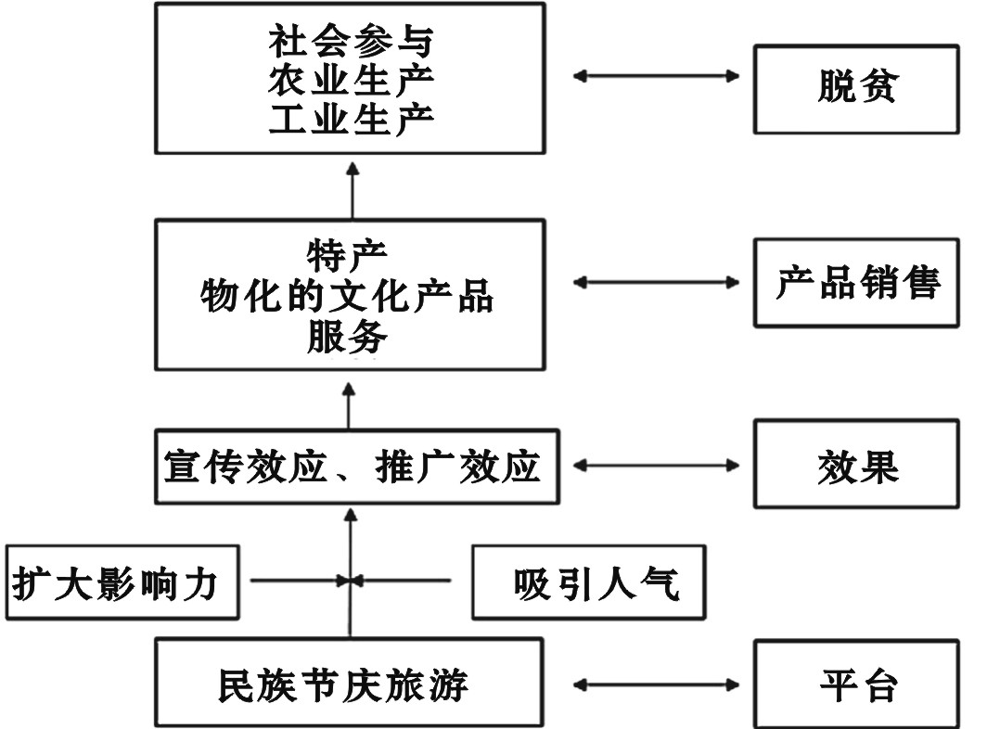 社会参与
农业生产
工业生产
脱贫
特产
物化的文化产品
服务
产品销售
宣传效应、推广效应
效果
扩大影响力
吸引人气
民族节庆旅游
平台